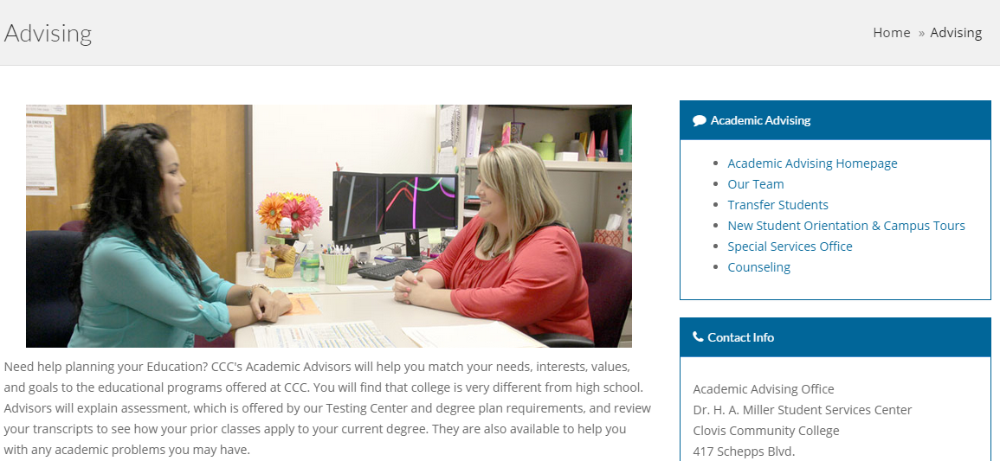 Advising
Home » Advising
Need help planning your Education? CCC's Academic Advisors will help you match your needs, interests, values,
and goals to the educational programs offered at CCC. You will find that college is very different from high school.
Advisors will explain assessment, which is offered by our Testing Center and degree plan requirements, and review
your transcripts to see how your prior classes apply to your current degree. They are also available to help you
with any academic problems you may have.
Academic Advising
Academic Advising Homepage
Our Team
Transfer Students
New Student Orientation & Campus Tours
Special Services Office
Counseling
Contact Info
Academic Advising Office
Dr. H. A. Miller Student Services Center
Clovis Community College
417 Schepps Blvd.